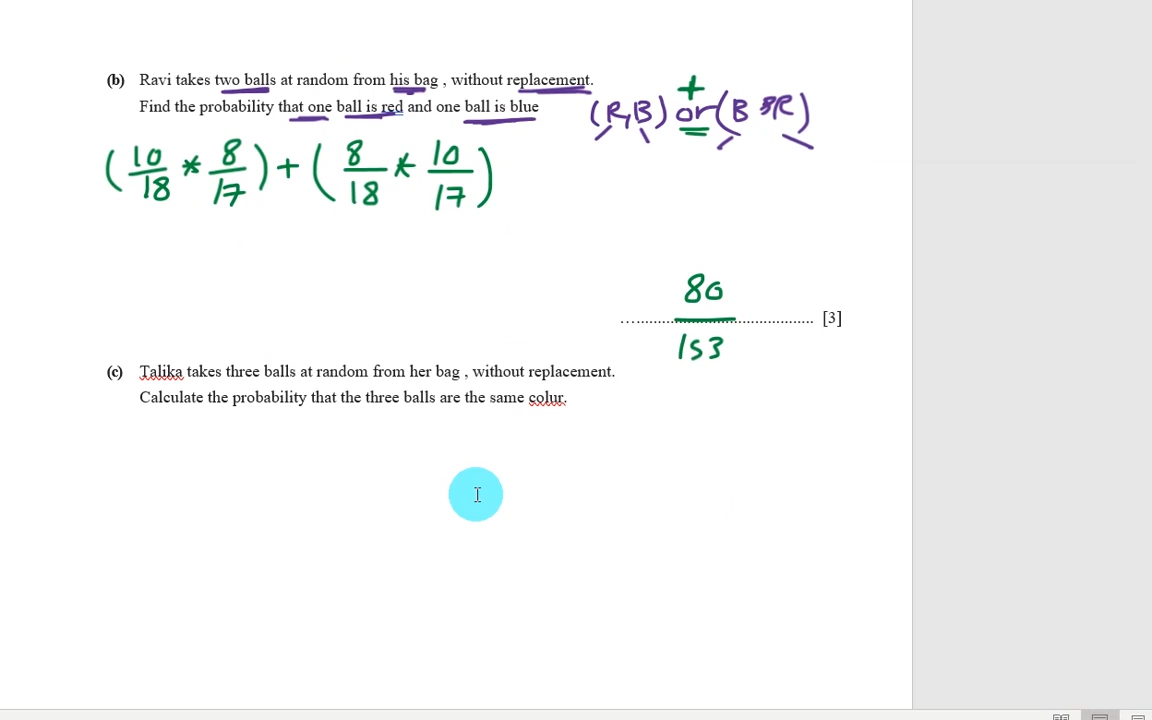 (b) Ravi takes two balls at random from his bag , without replacement.
Find the probability that one ball is red and one ball is blue
+
(R,B) or (B R)
(10/18 * 8/17) + (8/18 * 10/17)
80
....................................... [3]
153
(c) Talika takes three balls at random from her bag , without replacement.
Calculate the probability that the three balls are the same colur.